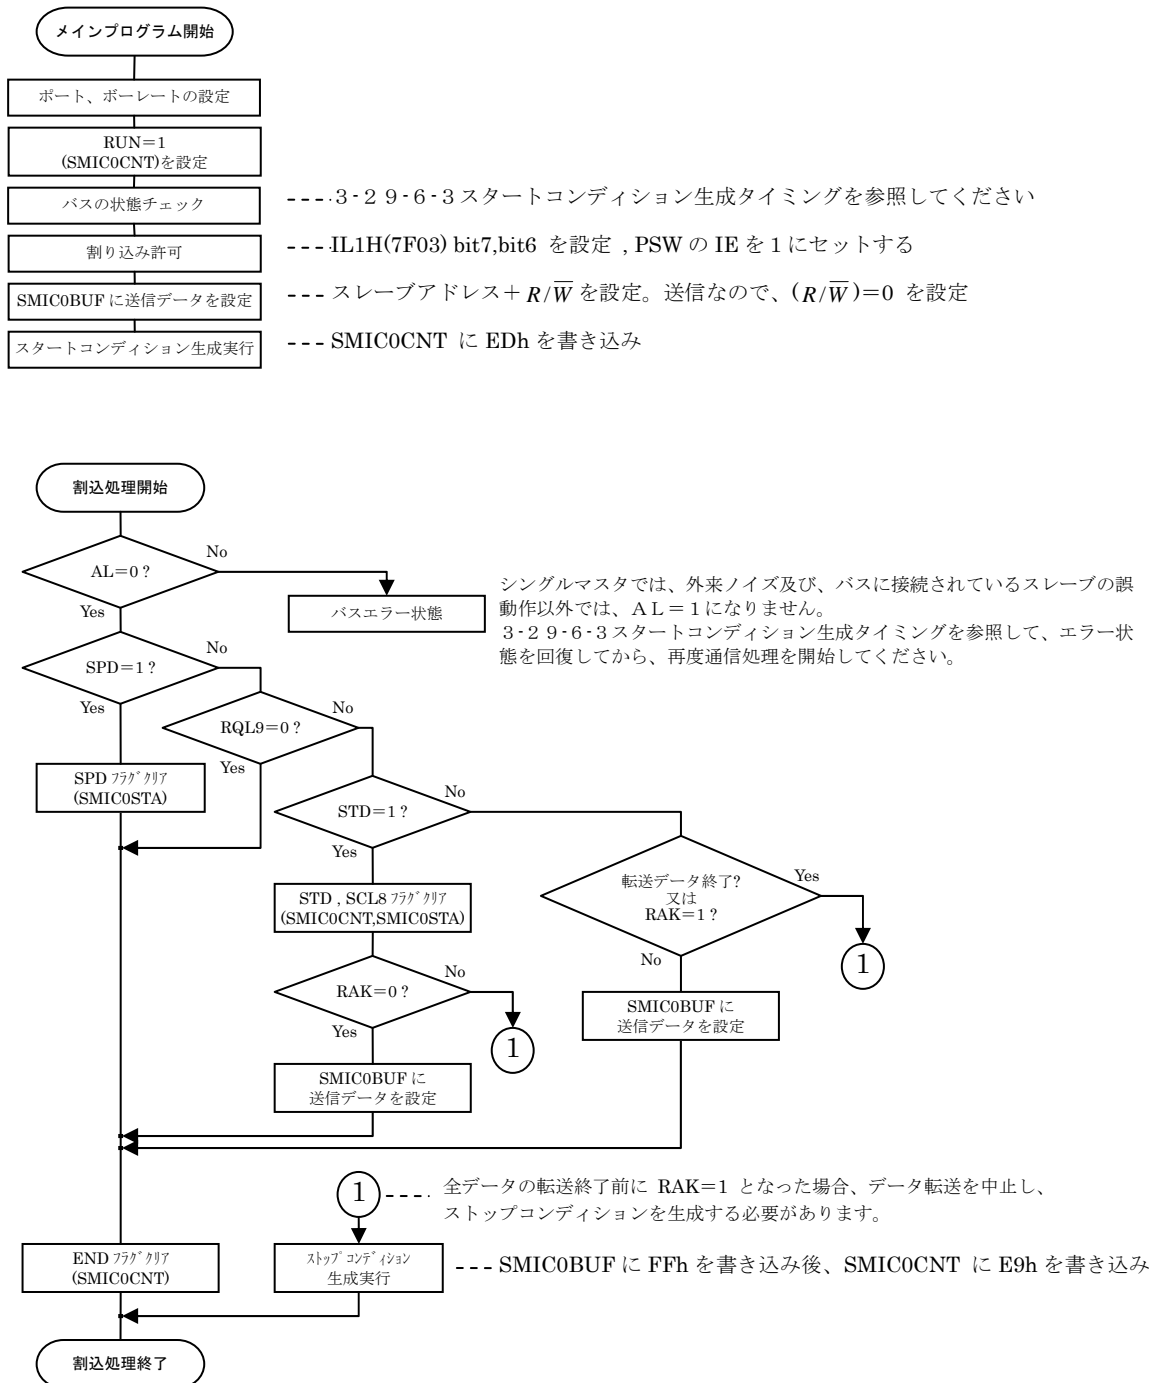 メインプログラム開始
ポート、ボーレートの設定
RUN=1
(SMIC0CNT)を設定
バスの状態チェック
---3-29-6-3スタートコンディション生成タイミングを参照してください
割り込み許可
---IL1H(7F03) bit7,bit6 を設定 , PSW の IE を1にセットする
SMIC0BUF に送信データを設定
---スレーブアドレス+R/W̅ を設定。送信なので、(R/W̅)=0 を設定
スタートコンディション生成実行
---SMIC0CNT に EDh を書き込み
割込処理開始
AL=0?
No
Yes
バスエラー状態
シングルマスタでは、外来ノイズ及び、バスに接続されているスレーブの誤
動作以外では、AL=1になりません。
3-29-6-3スタートコンディション生成タイミングを参照して、エラー状
態を回復してから、再度通信処理を開始してください。
SPD=1?
No
Yes
RQL9=0?
No
Yes
SPD フラグクリア
(SMIC0STA)
STD=1?
No
Yes
転送データ終了?
又は
RAK=1?
Yes
No
1
STD , SCL8 フラグクリア
(SMIC0CNT,SMIC0STA)
RAK=0?
No
Yes
1
SMIC0BUF に
送信データを設定
SMIC0BUF に
送信データを設定
1
---全データの転送終了前に RAK=1 となった場合、データ転送を中止し、
ストップコンディションを生成する必要があります。
END フラグクリア
(SMIC0CNT)
ストップコンディション
生成実行
---SMIC0BUF に FFh を書き込み後、SMIC0CNT に E9h を書き込み
割込処理終了